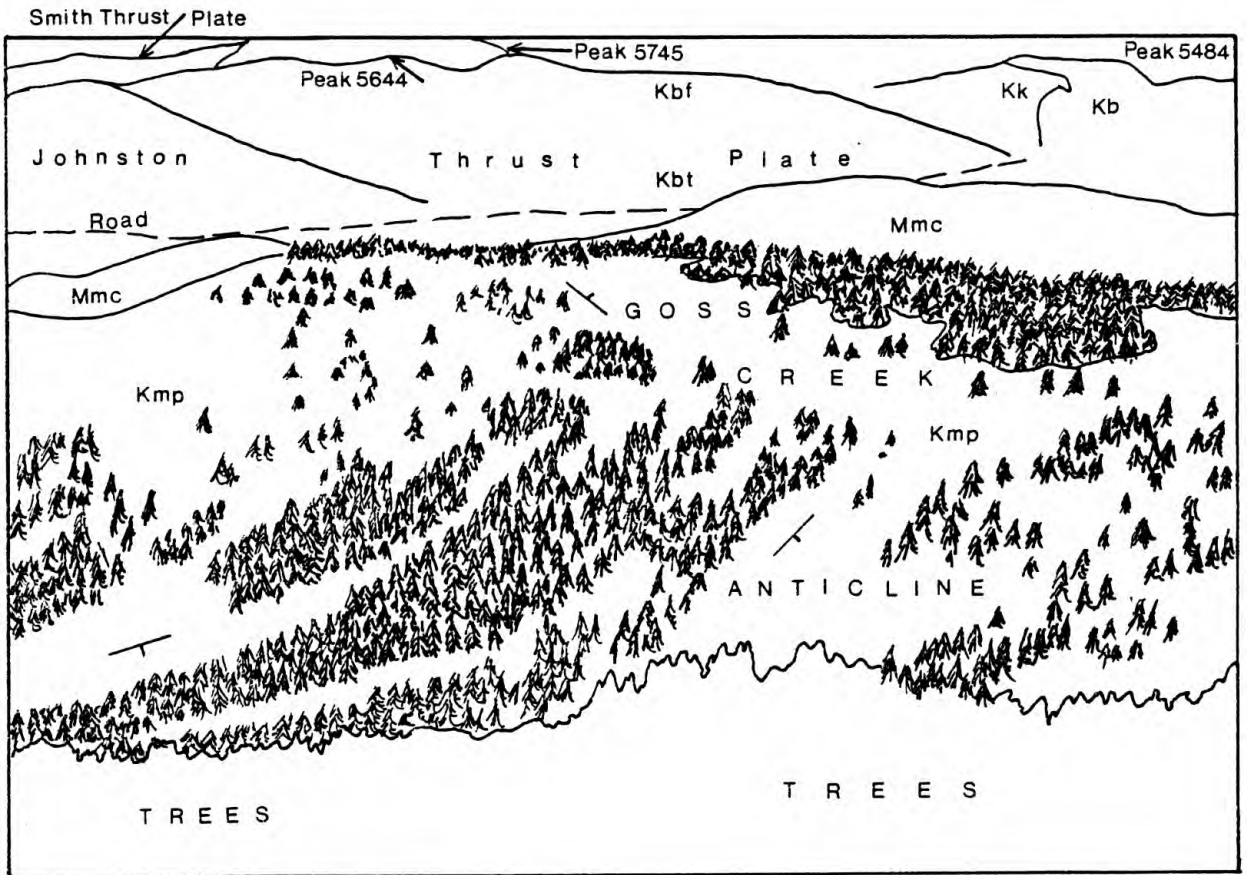 Smith Thrust Plate
Peak 5745
Peak 5484
Peak 5644
Kbf
Kk
Kb
Johnston Thrust Plate
Kbt
Road
Mmc
Mmc
GOSS
CREEK
Kmp
Kmp
ANTICLINE
TREES
TREES